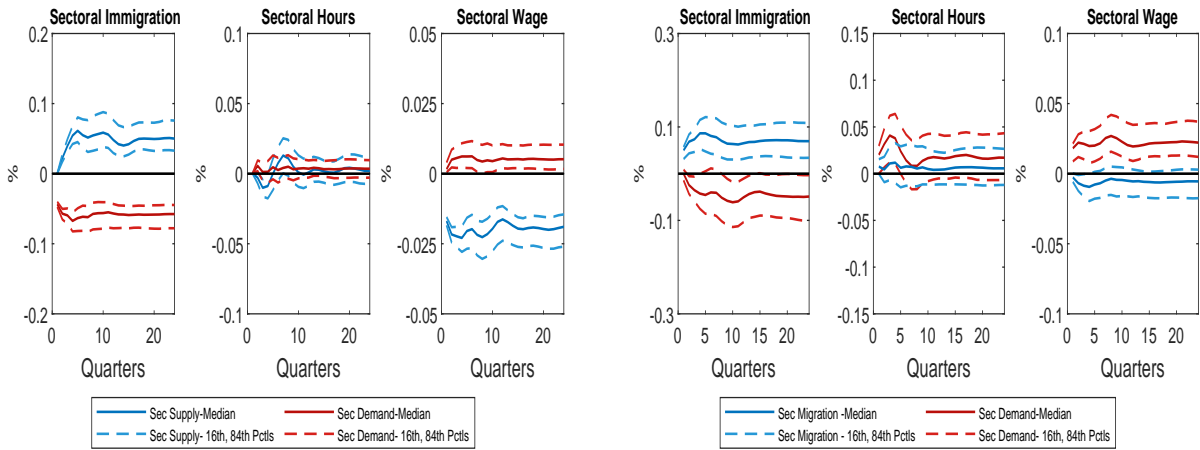 Sectoral Immigration Sectoral Hours Sectoral Wage Sectoral Immigration Sectoral Hours Sectoral Wage
0.2 0.1 0.05 0.3 0.15 0.1
0.1 0.05 0.025 0.1 0.1 0.05
0.05
% 0 % 0 % 0 % 0 % 0 % 0
-0.05
-0.1 -0.05 -0.025 -0.1 -0.1 -0.05
-0.2 -0.1 -0.05 -0.3 -0.15 -0.1
0 10 20 0 10 20 0 10 20 0 5 10 15 20 0 5 10 15 20 0 5 10 15 20
Quarters Quarters Quarters Quarters Quarters Quarters
Sec Supply-Median Sec Demand-Median Sec Migration -Median Sec Demand-Median
Sec Supply- 16th, 84th Pctls Sec Demand- 16th, 84th Pctls Sec Migration - 16th, 84th Pctls Sec Demand- 16th, 84th Pctls